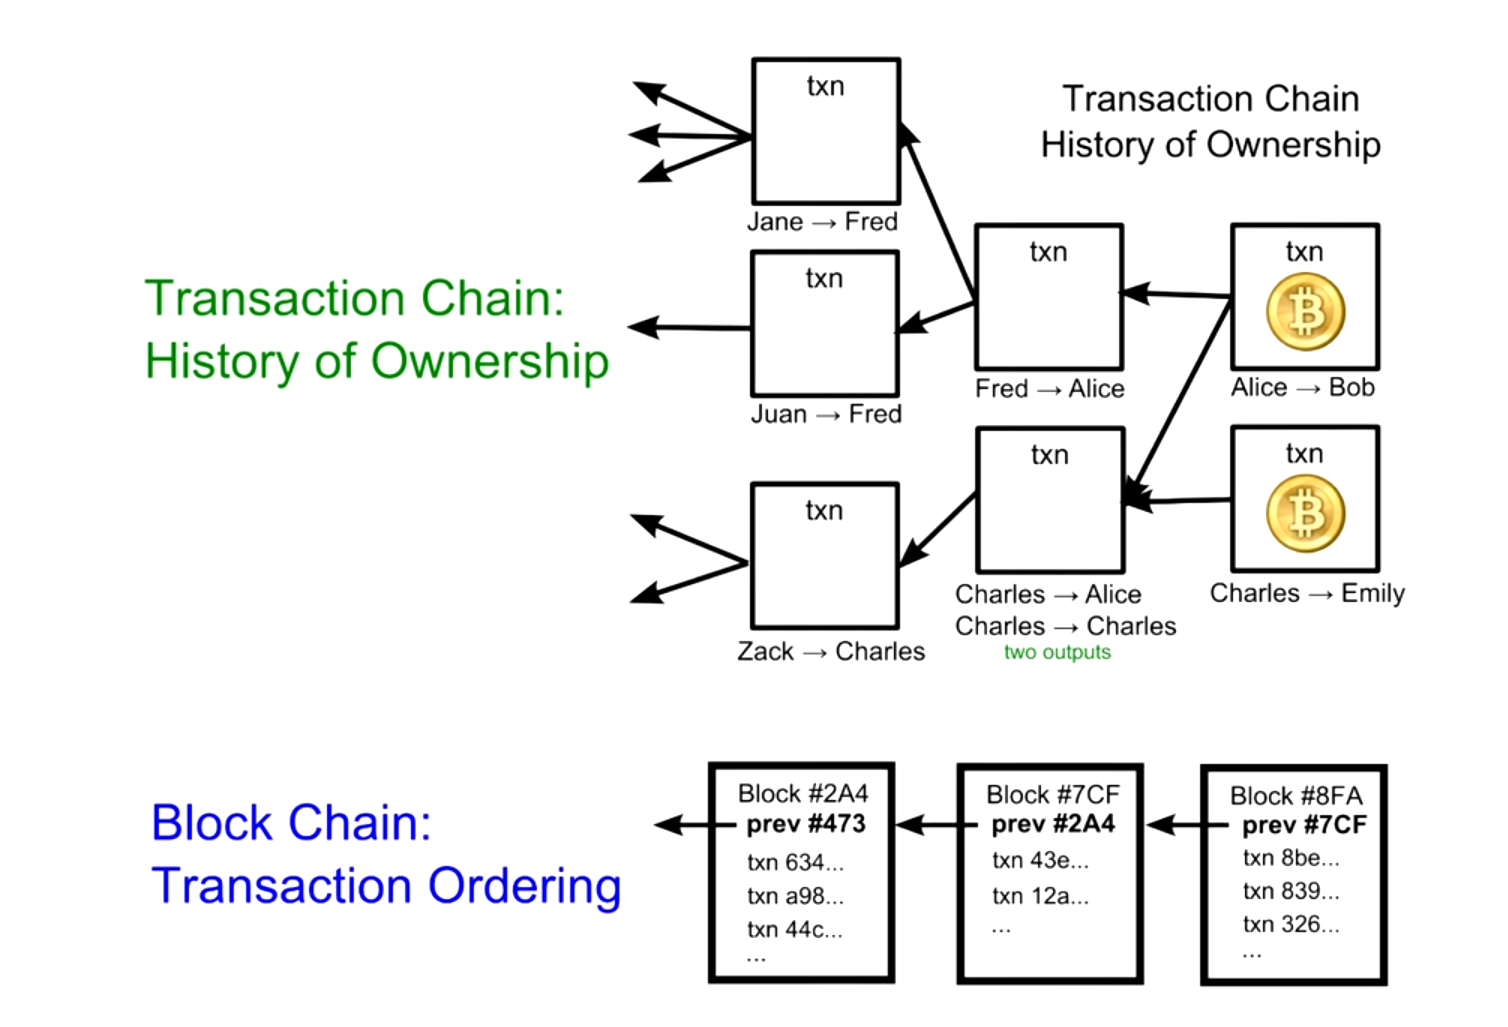 Transaction Chain
History of Ownership
Transaction Chain:
History of Ownership
txn
Jane → Fred
txn
Juan → Fred
txn
Fred → Alice
txn
Alice → Bob
txn
Zack → Charles
txn
Charles → Alice
Charles → Charles
two outputs
txn
Charles → Emily
Block Chain:
Transaction Ordering
Block #2A4
prev #473
txn 634...
txn a98...
txn 44c...
...
Block #7CF
prev #2A4
txn 43e...
txn 12a...
...
Block #8FA
prev #7CF
txn 8be...
txn 839...
txn 326...
...